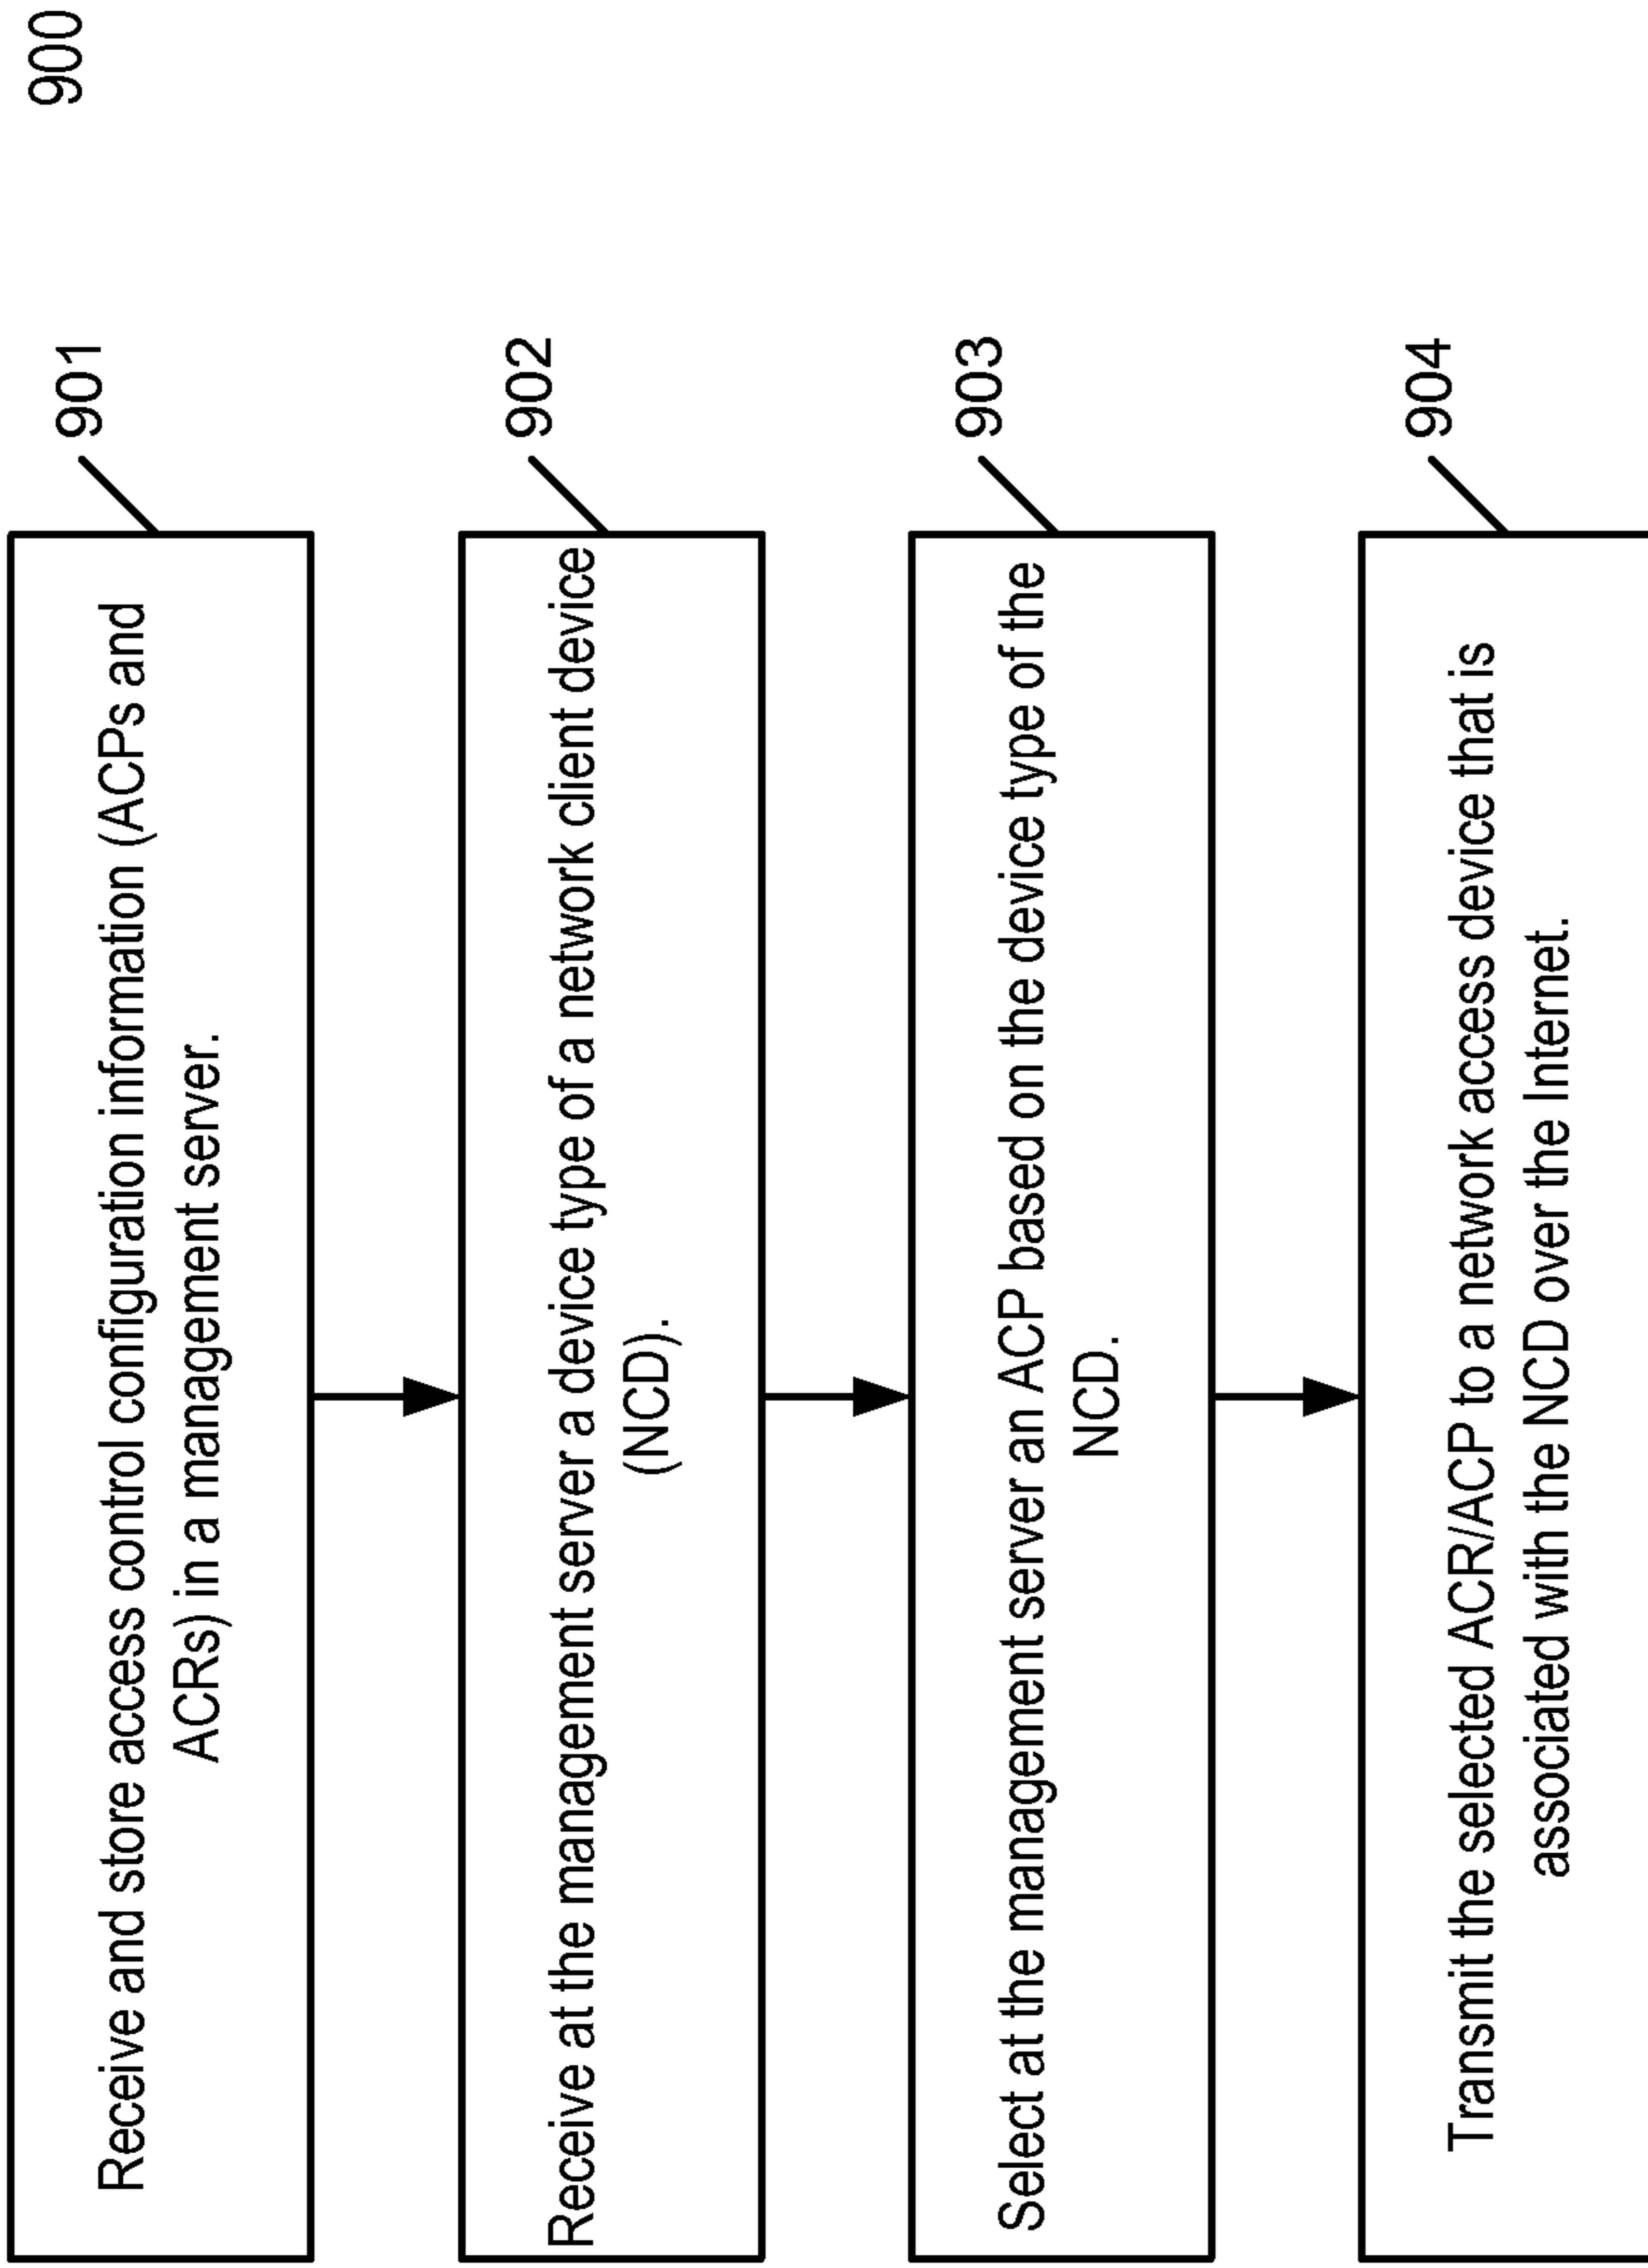 900
901
Receive and store access control configuration information (ACPs and
ACRs) in a management server.
902
Receive at the management server a device type of a network client device
(NCD).
903
Select at the management server an ACP based on the device type of the
NCD.
904
Transmit the selected ACR/ACP to a network access device that is
associated with the NCD over the Internet.